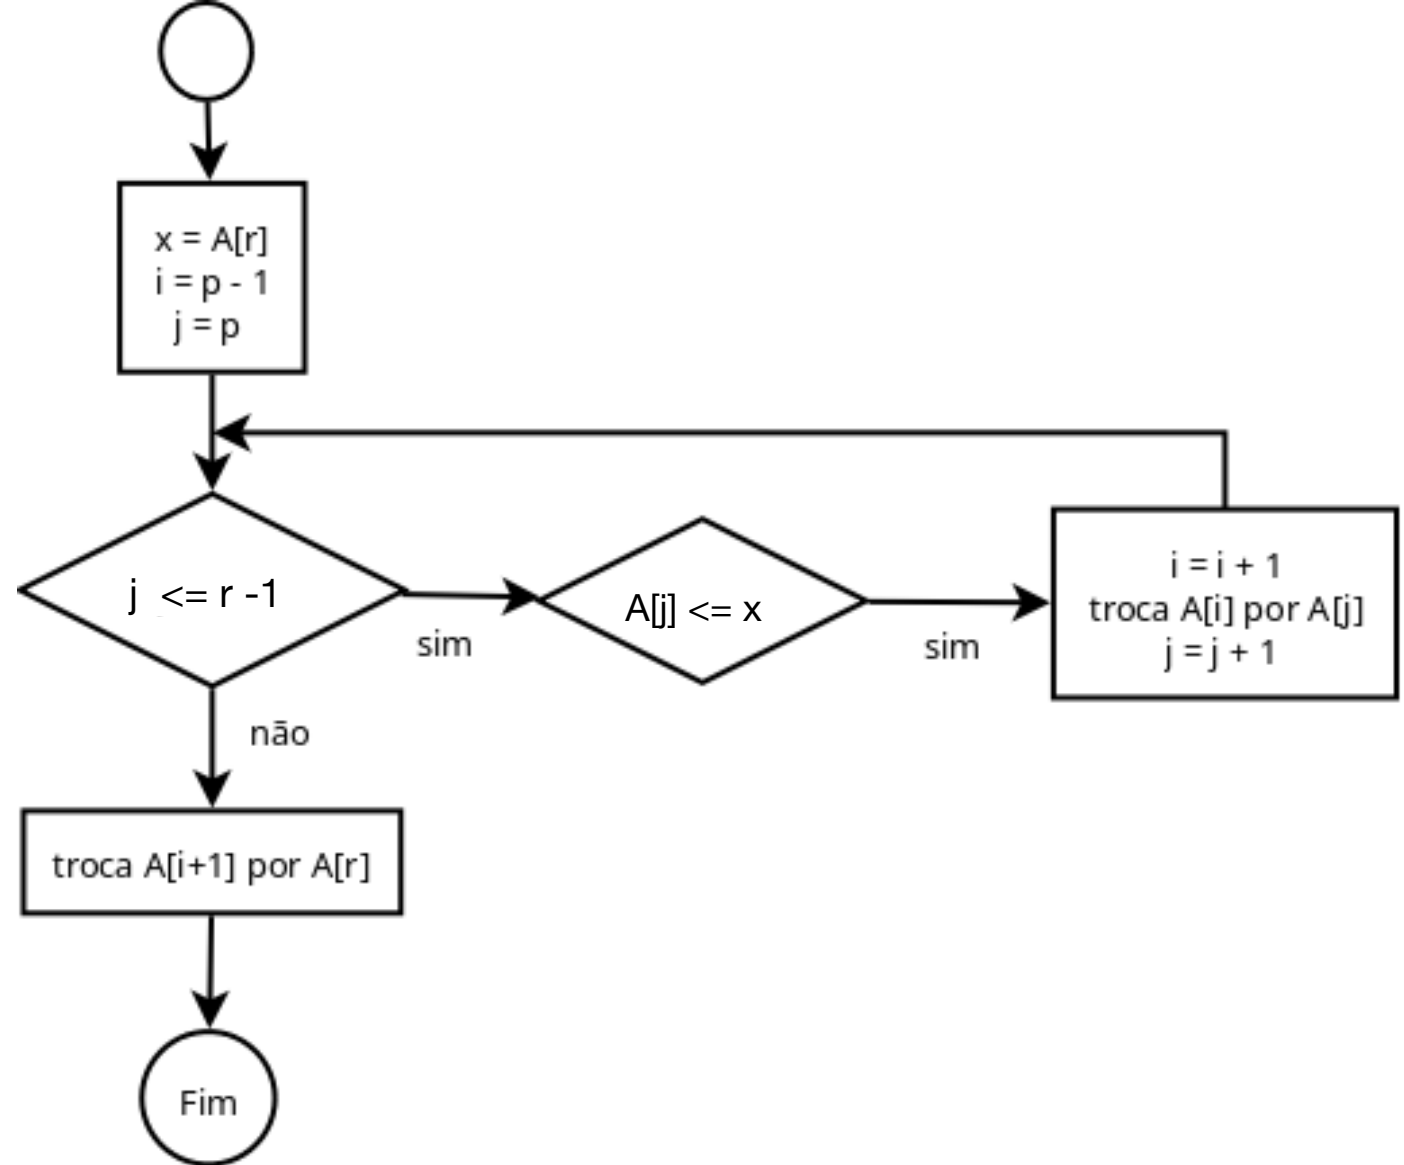 x = A[r]
i = p - 1
j = p
j <= r -1
sim
A[j] <= x
sim
i = i + 1
troca A[i] por A[j]
j = j + 1
não
troca A[i+1] por A[r]
Fim